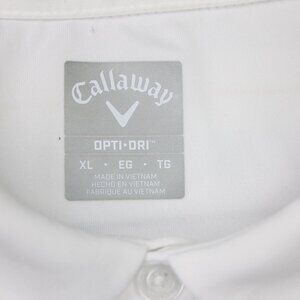 Callaway
OPTI·DRI™
XL · EG · TG
MADE IN VIETNAM
HECHO EN VIETNAM
FABRIQUÉ AU VIETNAM